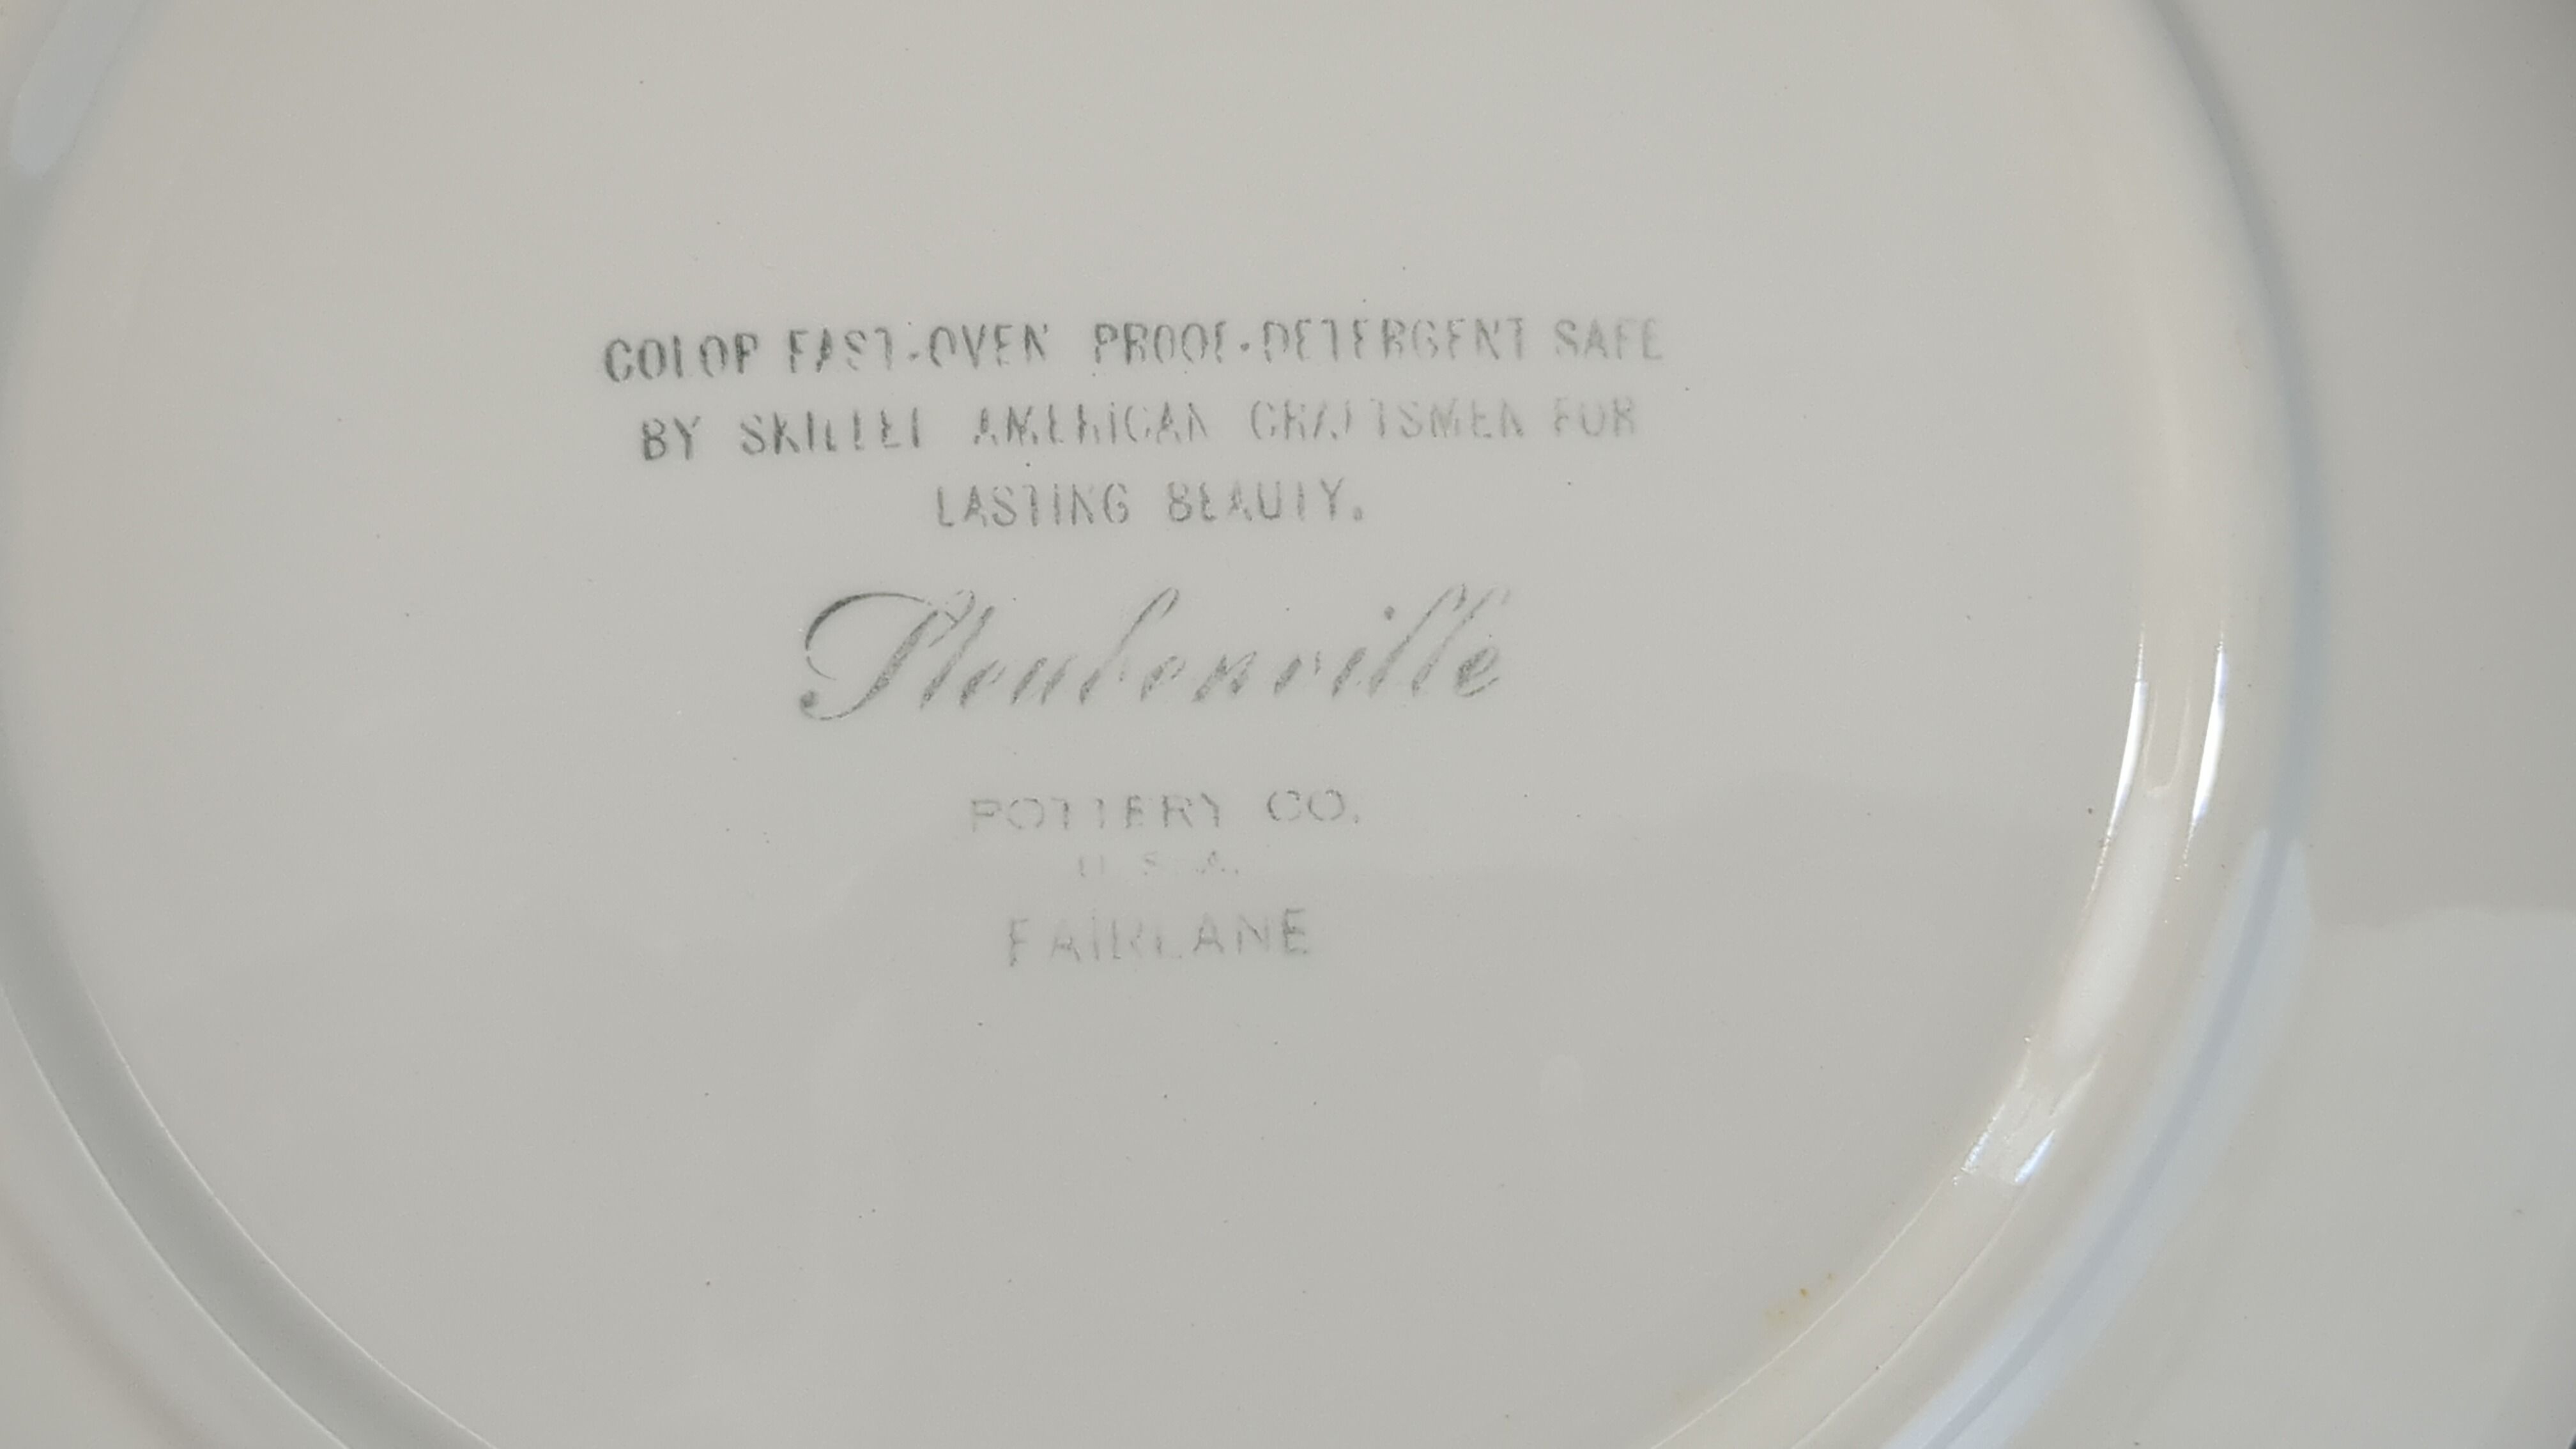 COLOR FAST-OVEN PROOF-DETERGENT SAFE
BY SKILLED AMERICAN CRAFTSMEN FOR
LASTING BEAUTY.
Steubenville
POTTERY CO.
U.S.A.
FAIRLANE